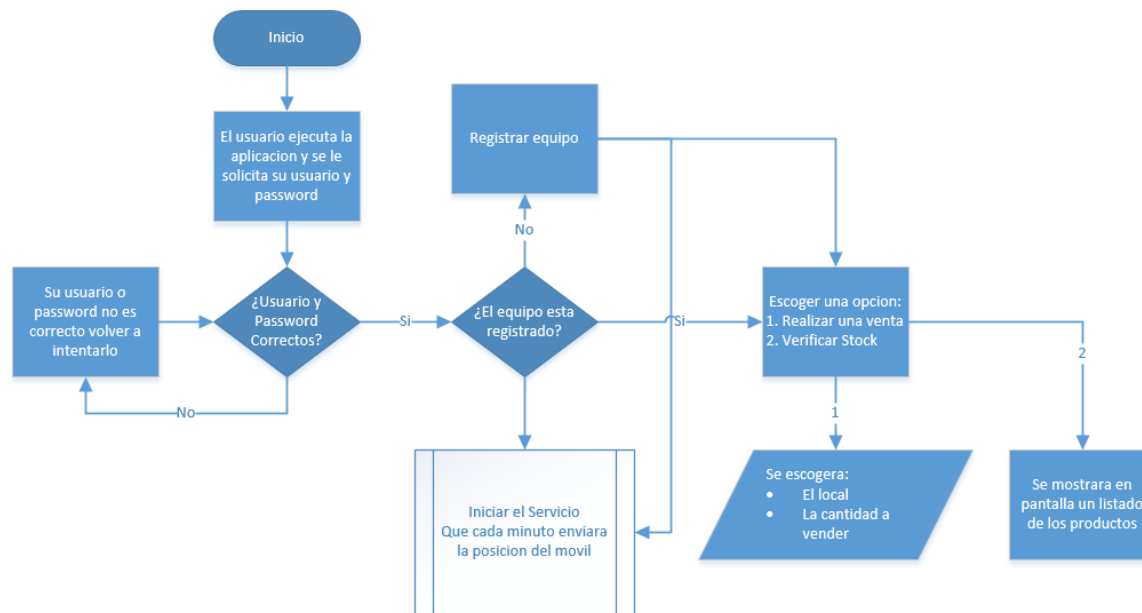 Inicio
El usuario ejecuta la
aplicacion y se le
solicita su usuario y
password
Registrar equipo
No
Su usuario o
password no es
correcto volver a
intentarlo
¿Usuario y
Password
Correctos?
Si
¿El equipo esta
registrado?
Si
Escoger una opcion:
1. Realizar una venta
2. Verificar Stock
2
No
1
Iniciar el Servicio
Que cada minuto enviara
la posicion del movil
Se escogera:
• El local
• La cantidad a
vender
Se mostrara en
pantalla un listado
de los productos